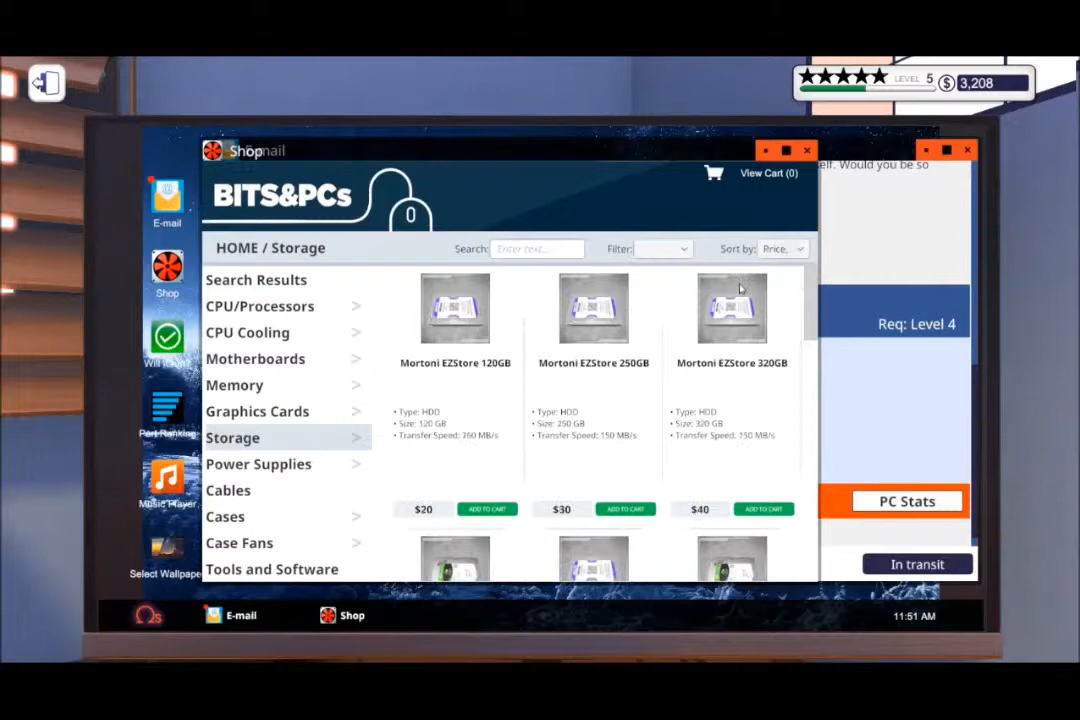 LEVEL 5
$ 3,208
Shop
View Cart (0)
elf. Would you be so
BITS&PCs
E-mail
HOME / Storage
Search: Enter text...
Filter:
Sort by: Price,
Search Results
CPU/Processors >
CPU Cooling >
Motherboards >
Memory >
Graphics Cards >
Storage >
Power Supplies >
Cables
Cases >
Case Fans >
Tools and Software
Shop
Music Player
Select Wallpape
Mortoni EZStore 120GB
• Type: HDD
• Size: 120 GB
• Transfer Speed: 160 MB/s
$20
ADD TO CART
Mortoni EZStore 250GB
• Type: HDD
• Size: 250 GB
• Transfer Speed: 150 MB/s
$30
ADD TO CART
Mortoni EZStore 320GB
• Type: HDD
• Size: 320 GB
• Transfer Speed: 150 MB/s
$40
ADD TO CART
Req: Level 4
PC Stats
In transit
E-mail
Shop
11:51 AM